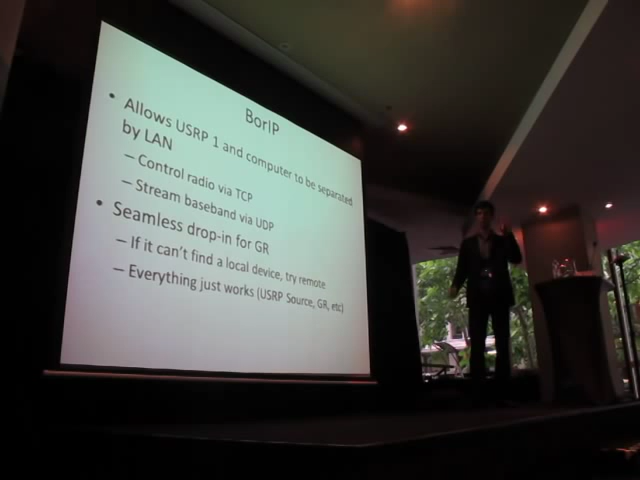 BorIP
• Allows USRP 1 and computer to be separated
by LAN
– Control radio via TCP
– Stream baseband via UDP
• Seamless drop-in for GR
– If it can't find a local device, try remote
– Everything just works (USRP Source, GR, etc)